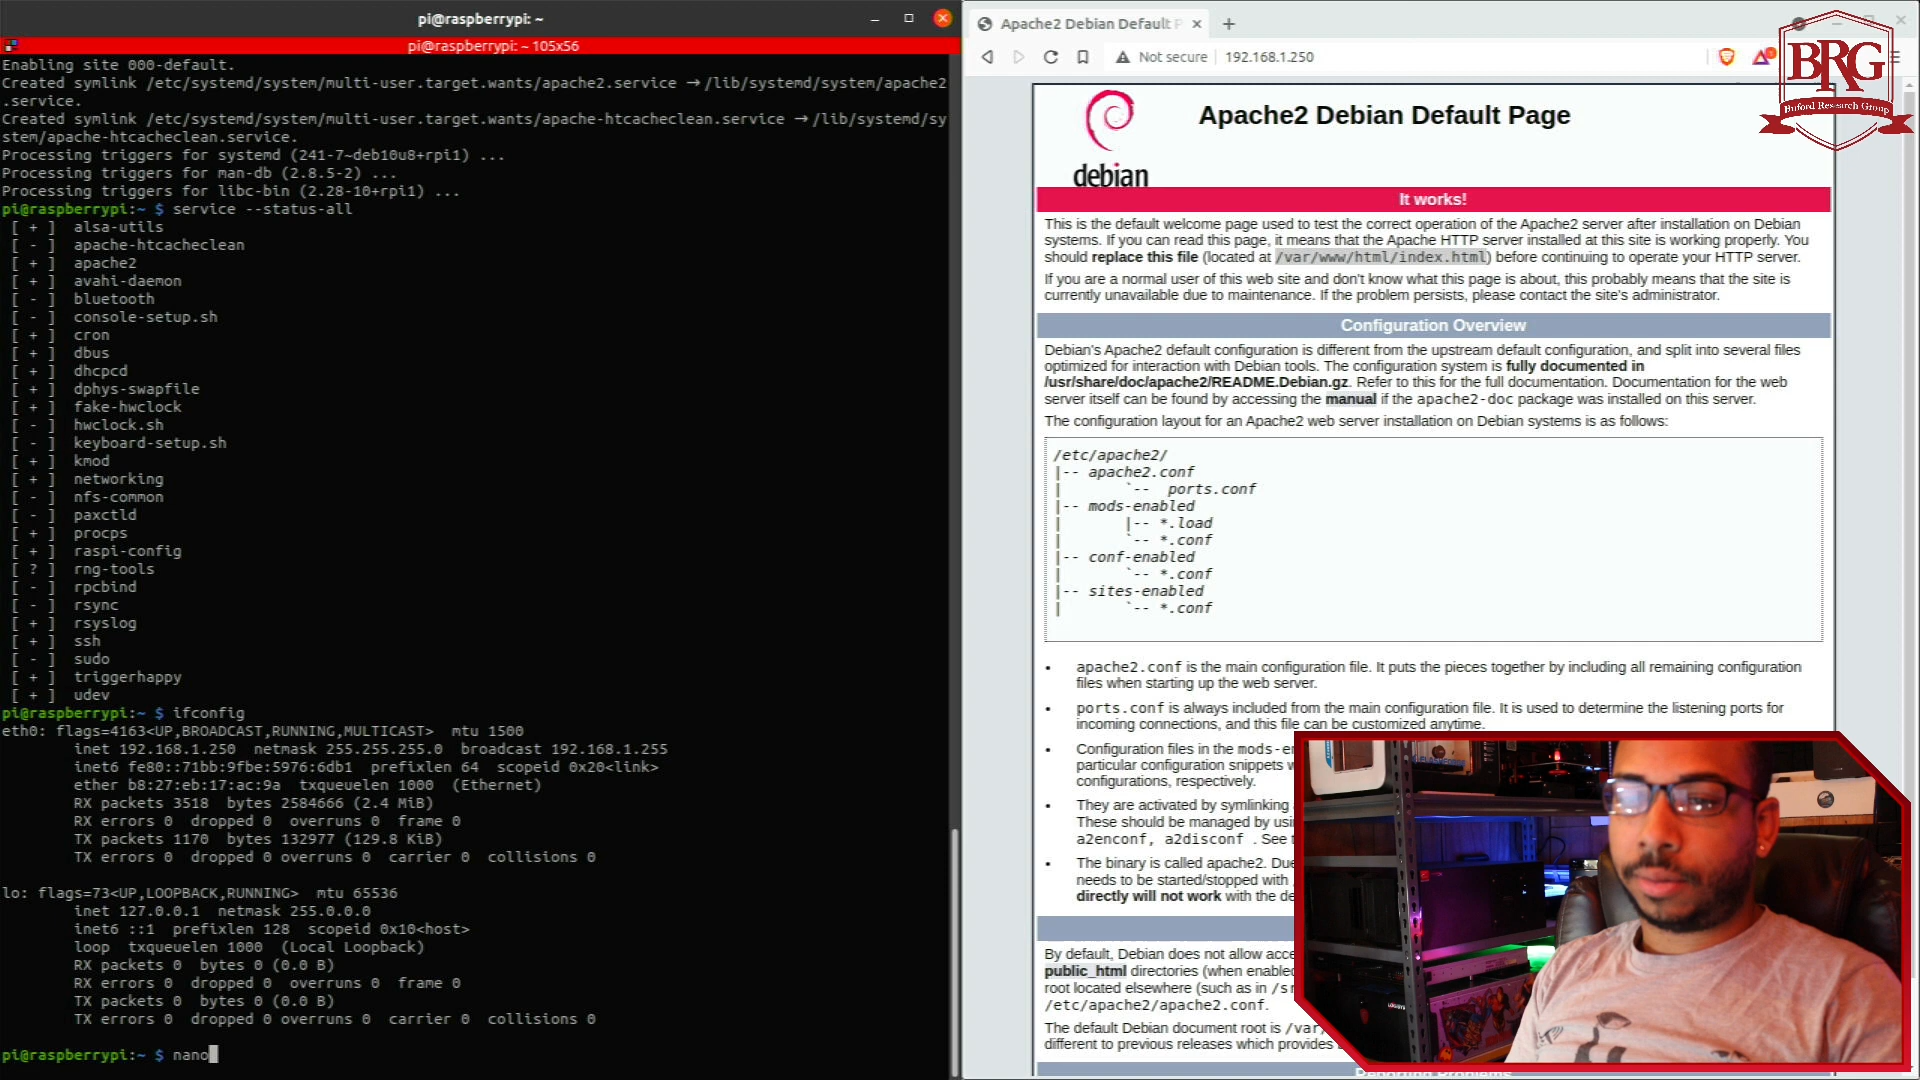 pi@raspberrypi: ~
pi@raspberrypi: ~ 105x56
Enabling site 000-default.
Created symlink /etc/systemd/system/multi-user.target.wants/apache2.service → /lib/systemd/system/apache2
.service.
Created symlink /etc/systemd/system/multi-user.target.wants/apache-htcacheclean.service → /lib/systemd/sy
stem/apache-htcacheclean.service.
Processing triggers for systemd (241-7~deb10u8+rpi1) ...
Processing triggers for man-db (2.8.5-2) ...
Processing triggers for libc-bin (2.28-10+rpi1) ...
pi@raspberrypi:~ $ service --status-all
[ + ]  alsa-utils
[ - ]  apache-htcacheclean
[ + ]  apache2
[ + ]  avahi-daemon
[ - ]  bluetooth
[ - ]  console-setup.sh
[ + ]  cron
[ + ]  dbus
[ + ]  dhcpcd
[ + ]  dphys-swapfile
[ + ]  fake-hwclock
[ - ]  hwclock.sh
[ - ]  keyboard-setup.sh
[ + ]  kmod
[ + ]  networking
[ - ]  nfs-common
[ - ]  paxctld
[ + ]  procps
[ + ]  raspi-config
[ ? ]  rng-tools
[ - ]  rpcbind
[ - ]  rsync
[ + ]  rsyslog
[ + ]  ssh
[ - ]  sudo
[ + ]  triggerhappy
[ + ]  udev
pi@raspberrypi:~ $ ifconfig
eth0: flags=4163<UP,BROADCAST,RUNNING,MULTICAST>  mtu 1500
inet 192.168.1.250  netmask 255.255.255.0  broadcast 192.168.1.255
inet6 fe80::71bb:9fbe:5976:6db1  prefixlen 64  scopeid 0x20<link>
ether b8:27:eb:17:ac:9a  txqueuelen 1000  (Ethernet)
RX packets 3518  bytes 2584666 (2.4 MiB)
RX errors 0  dropped 0  overruns 0  frame 0
TX packets 1170  bytes 132977 (129.8 KiB)
TX errors 0  dropped 0 overruns 0  carrier 0  collisions 0
lo: flags=73<UP,LOOPBACK,RUNNING>  mtu 65536
inet 127.0.0.1  netmask 255.0.0.0
inet6 ::1  prefixlen 128  scopeid 0x10<host>
loop  txqueuelen 1000  (Local Loopback)
RX packets 0  bytes 0 (0.0 B)
RX errors 0  dropped 0  overruns 0  frame 0
TX packets 0  bytes 0 (0.0 B)
TX errors 0  dropped 0 overruns 0  carrier 0  collisions 0
pi@raspberrypi:~ $ nano
Apache2 Debian Default P
Not secure | 192.168.1.250
BRG
Buford Research Group
debian
Apache2 Debian Default Page
It works!
This is the default welcome page used to test the correct operation of the Apache2 server after installation on Debian
systems. If you can read this page, it means that the Apache HTTP server installed at this site is working properly. You
should replace this file (located at /var/www/html/index.html) before continuing to operate your HTTP server.
If you are a normal user of this web site and don't know what this page is about, this probably means that the site is
currently unavailable due to maintenance. If the problem persists, please contact the site's administrator.
Configuration Overview
Debian's Apache2 default configuration is different from the upstream default configuration, and split into several files
optimized for interaction with Debian tools. The configuration system is fully documented in
/usr/share/doc/apache2/README.Debian.gz. Refer to this for the full documentation. Documentation for the web
server itself can be found by accessing the manual if the apache2-doc package was installed on this server.
The configuration layout for an Apache2 web server installation on Debian systems is as follows:
/etc/apache2/
|-- apache2.conf
|       `--  ports.conf
|-- mods-enabled
|       |-- *.load
|       `-- *.conf
|-- conf-enabled
|       `-- *.conf
|-- sites-enabled
|       `-- *.conf
• apache2.conf is the main configuration file. It puts the pieces together by including all remaining configuration
files when starting up the web server.
• ports.conf is always included from the main configuration file. It is used to determine the listening ports for
incoming connections, and this file can be customized anytime.
• Configuration files in the mods-e
particular configuration snippets
configurations, respectively.
• They are activated by symlinking
These should be managed by usi
a2enconf, a2disconf . See
• The binary is called apache2. Due
needs to be started/stopped with
directly will not work with the de
By default, Debian does not allow acce
public_html directories (when enabled
root located elsewhere (such as in /s
/etc/apache2/apache2.conf.
The default Debian document root is /var/
different to previous releases which provides
Reporting Problems